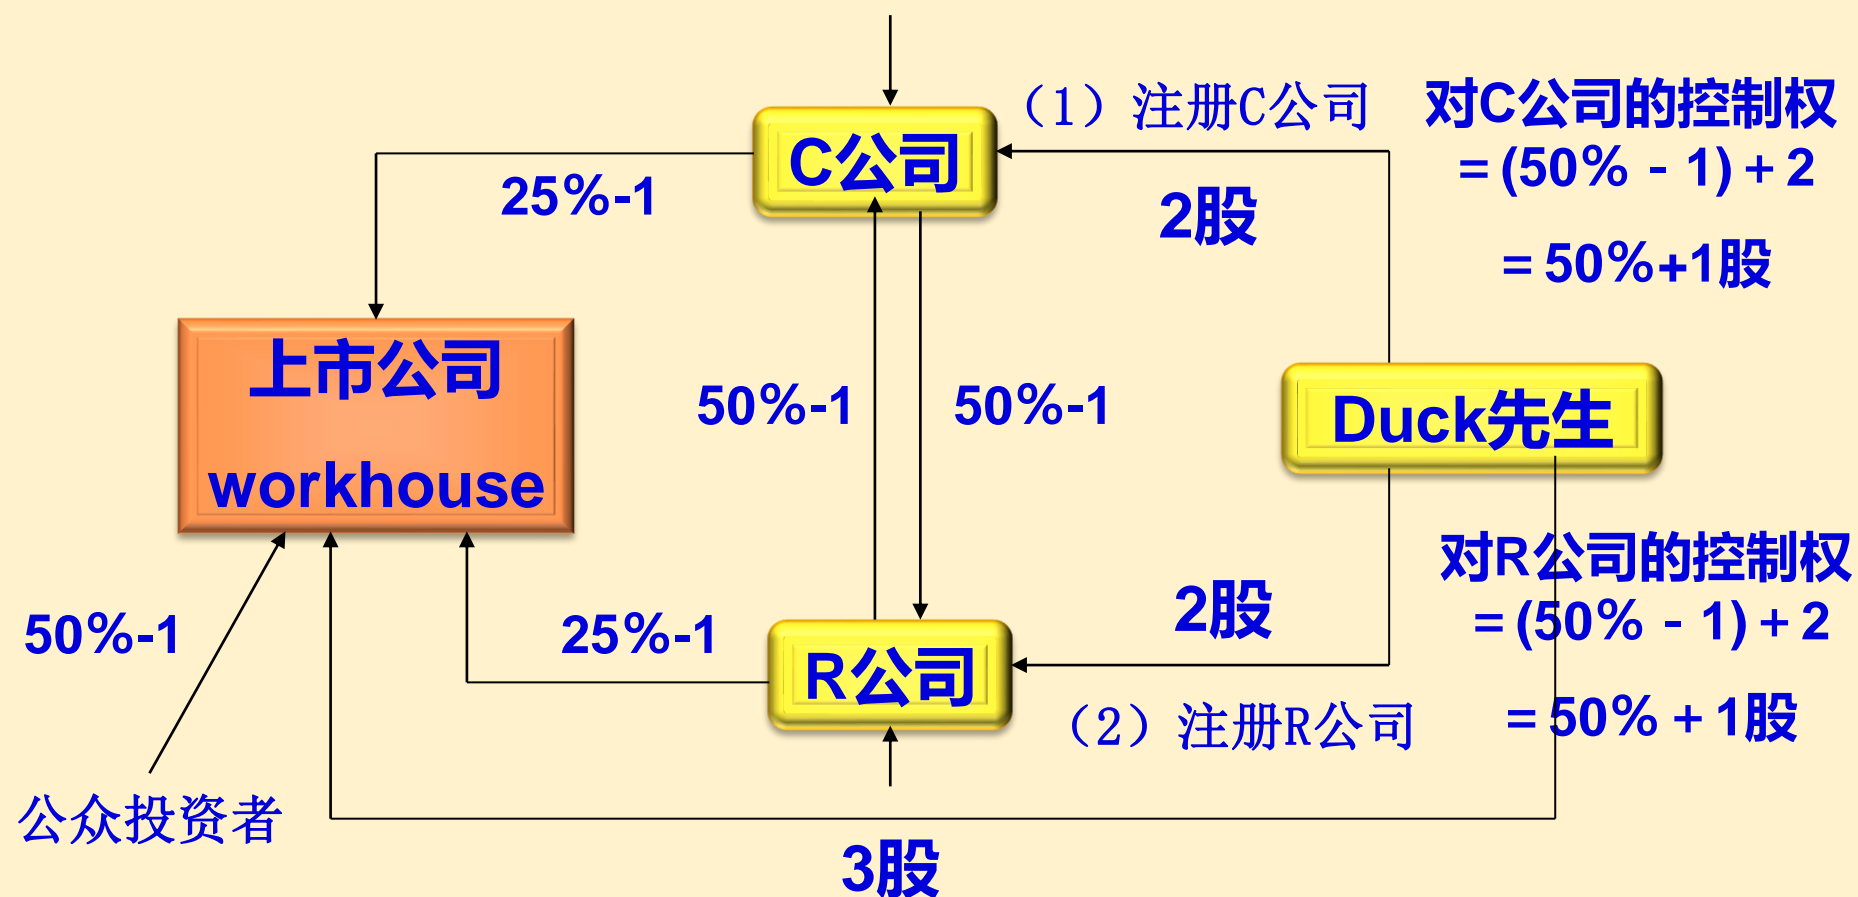 (1) 注册C公司
对C公司的控制权
= (50% - 1) + 2
= 50%+1股
C公司
25%-1
2股
上市公司
workhouse
50%-1
50%-1
Duck先生
对R公司的控制权
= (50% - 1) + 2
= 50% + 1股
2股
50%-1
25%-1
R公司
(2) 注册R公司
公众投资者
3股